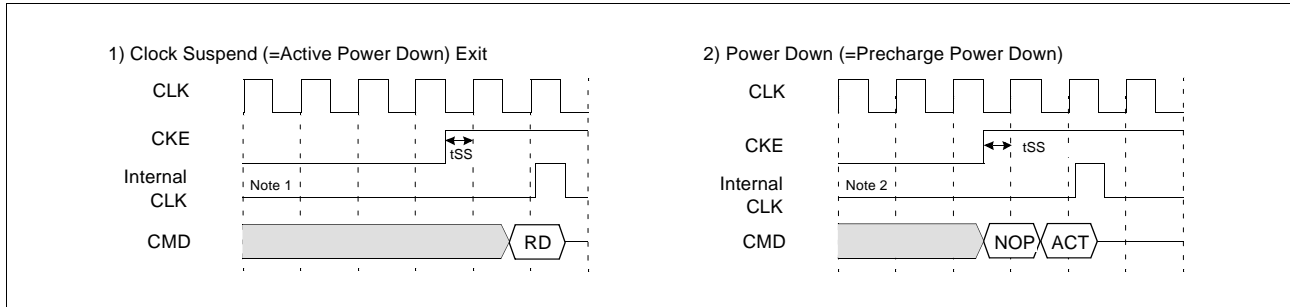 1) Clock Suspend (=Active Power Down) Exit
CLK
CKE
tSS
Internal
CLK
Note 1
CMD
RD
2) Power Down (=Precharge Power Down)
CLK
CKE
tSS
Internal
CLK
Note 2
CMD
NOP
ACT